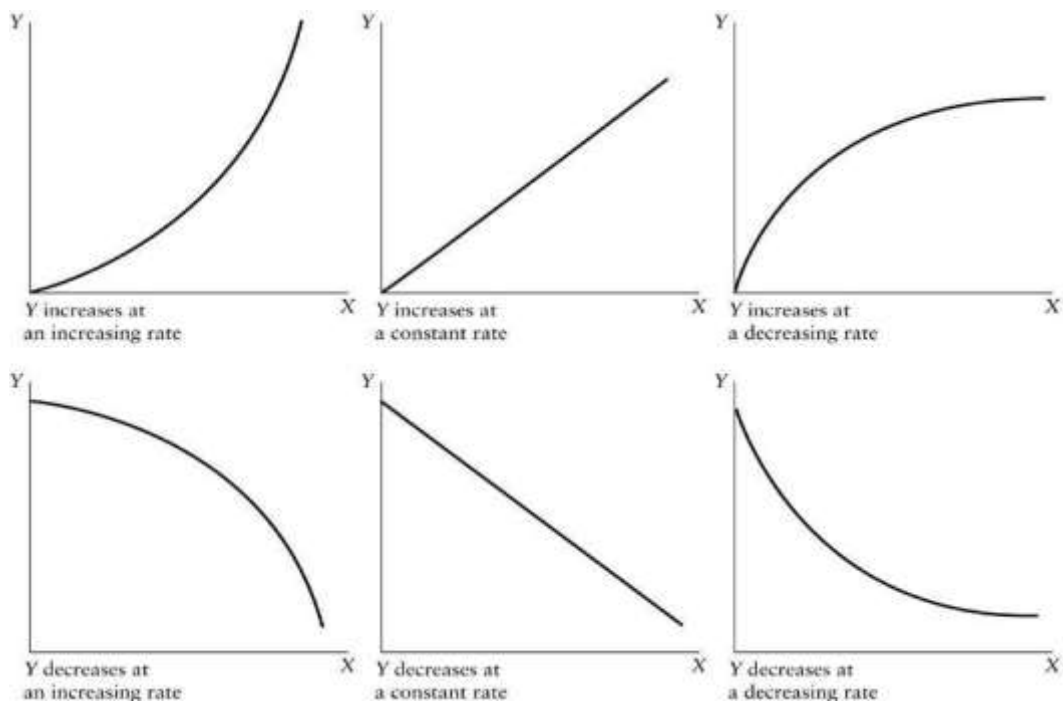 Y
Y
Y
X
X
X
Y increases at
an increasing rate
Y increases at
a constant rate
Y increases at
a decreasing rate
Y
Y
Y
X
X
X
Y decreases at
an increasing rate
Y decreases at
a constant rate
Y decreases at
a decreasing rate